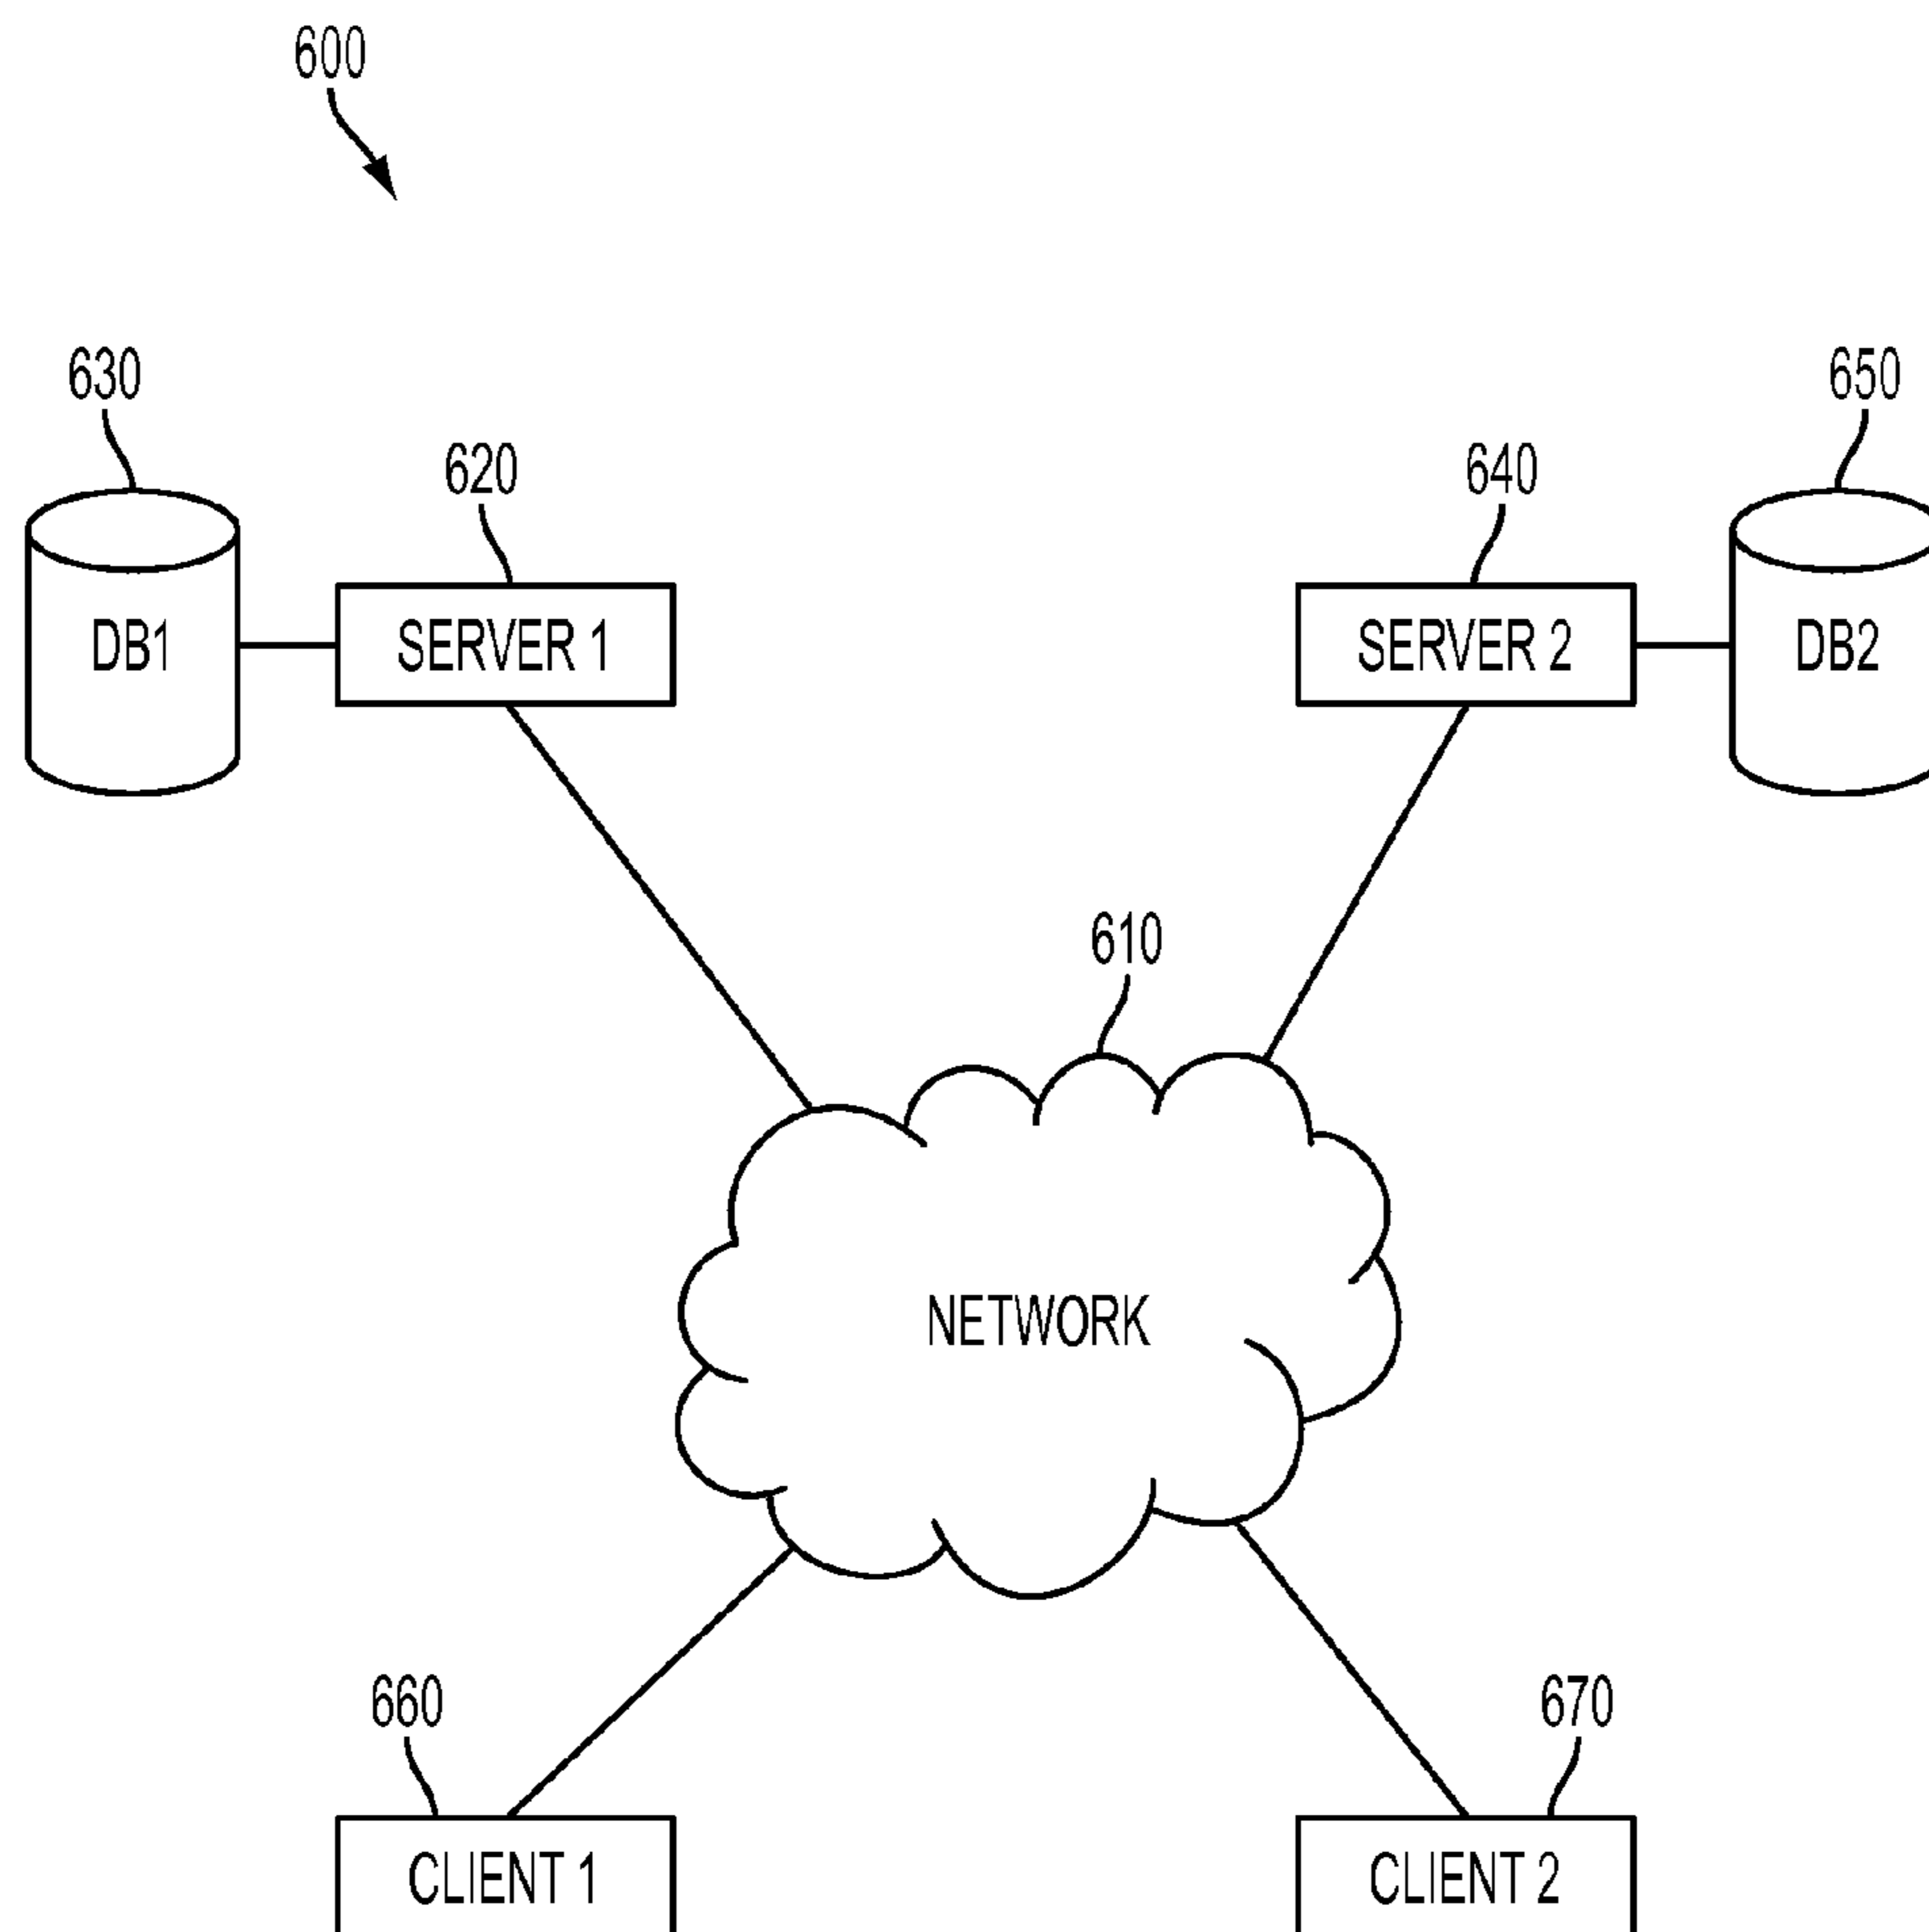 600
630
650
620
640
DB1
SERVER 1
SERVER 2
DB2
610
NETWORK
660
670
CLIENT 1
CLIENT 2